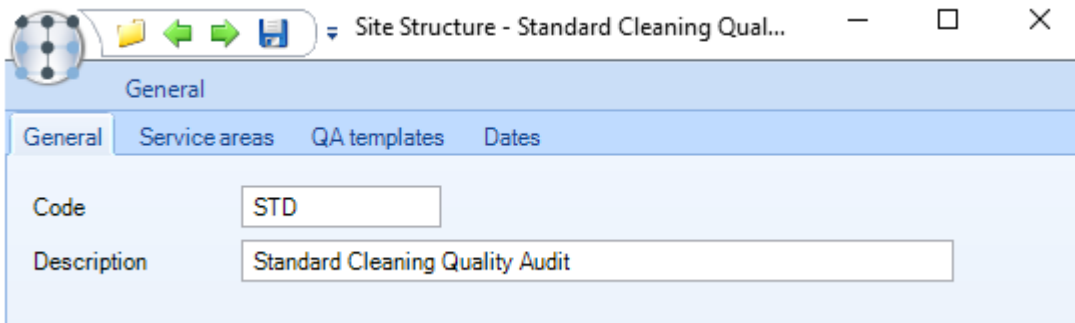 Site Structure - Standard Cleaning Qual...
General
General Service areas QA templates Dates
Code STD
Description Standard Cleaning Quality Audit